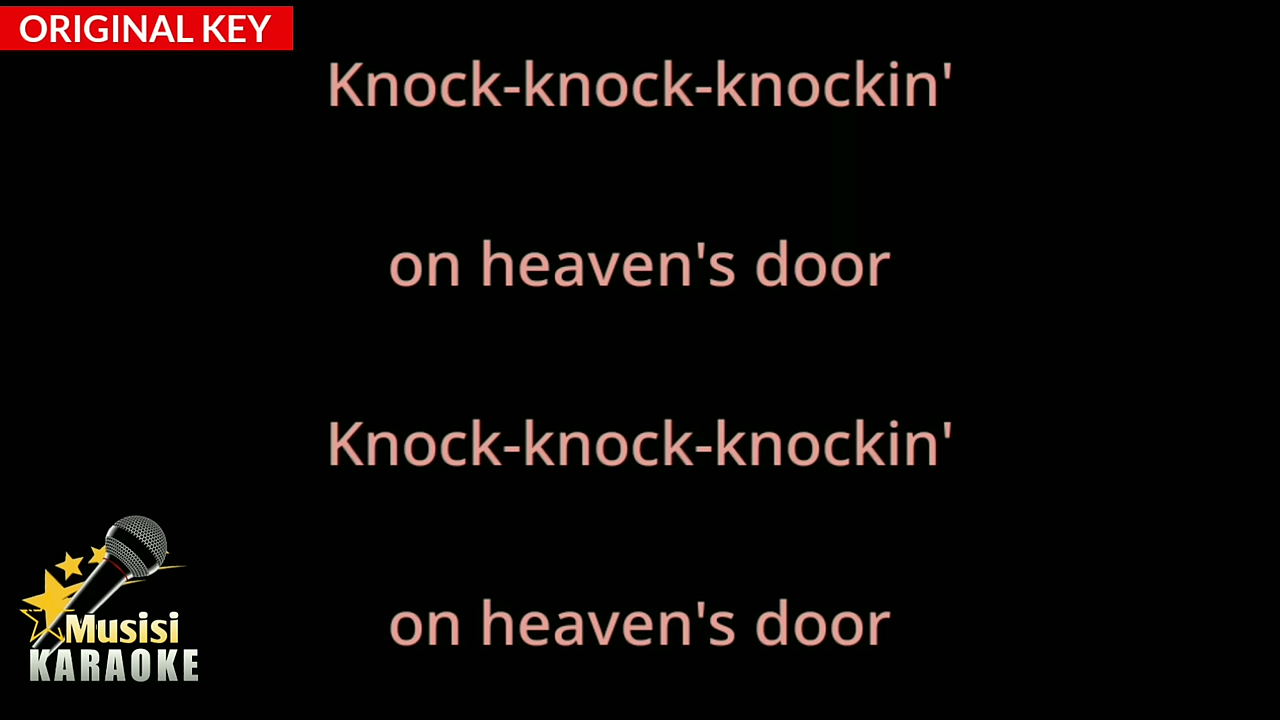 ORIGINAL KEY
Knock-knock-knockin'
on heaven's door
Knock-knock-knockin'
on heaven's door
Musisi
KARAOKE